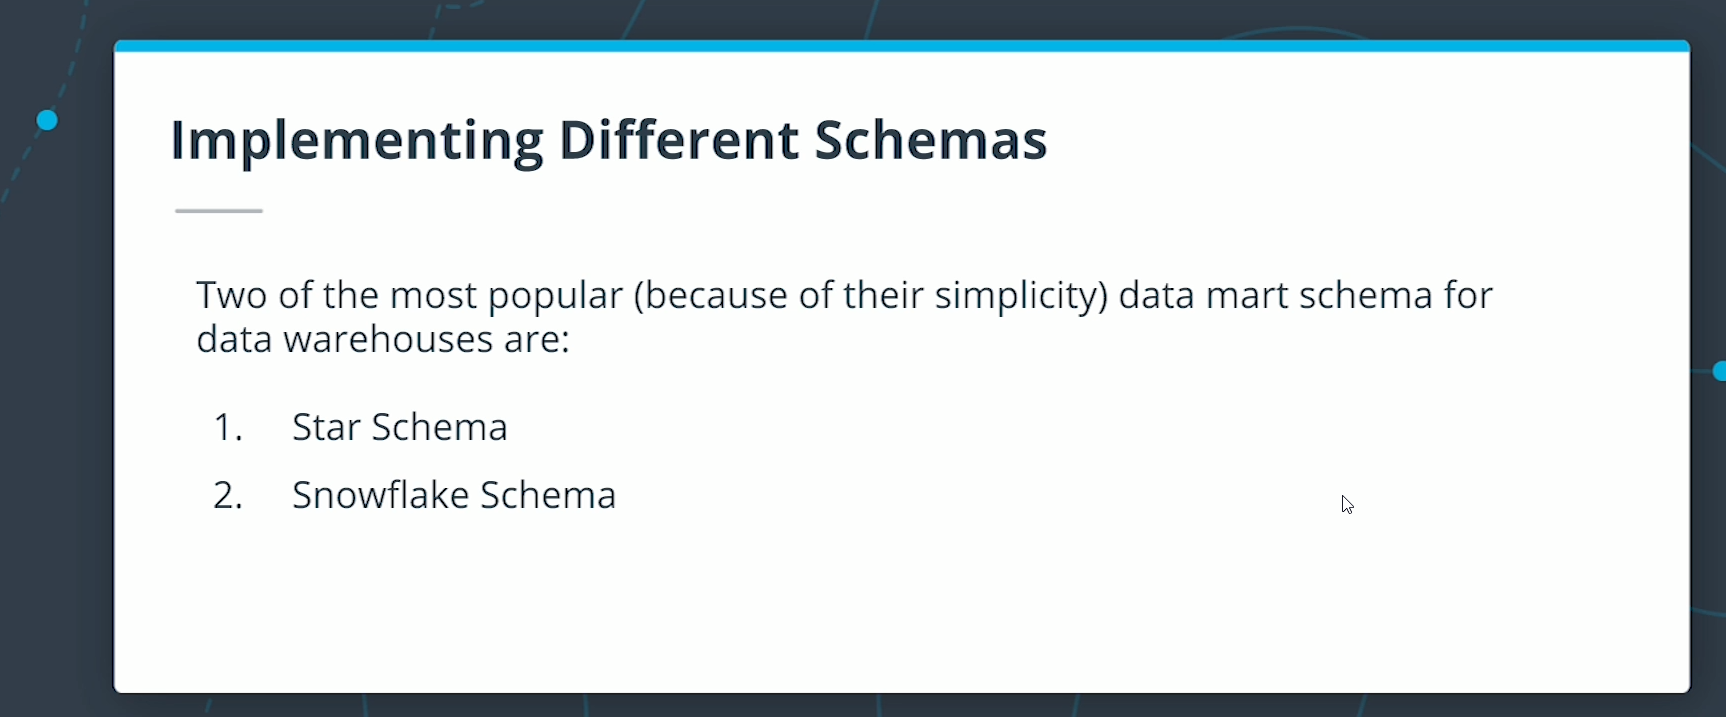 Implementing Different Schemas
Two of the most popular (because of their simplicity) data mart schema for
data warehouses are:
1. Star Schema
2. Snowflake Schema